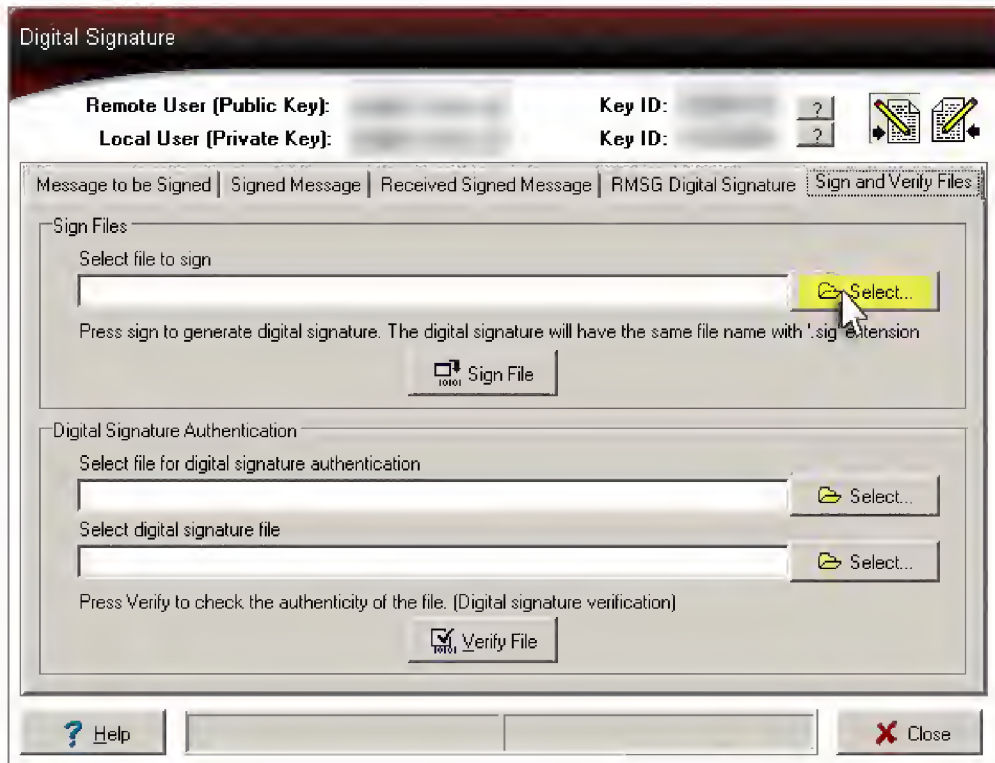 Digital Signature
Remote User (Public Key): Key ID: ?
Local User (Private Key): Key ID: ?
Message to be Signed Signed Message Received Signed Message RMSG Digital Signature Sign and Verify Files
Sign Files
Select file to sign
Select...
Press sign to generate digital signature. The digital signature will have the same file name with '.sig' extension
Sign File
Digital Signature Authentication
Select file for digital signature authentication
Select...
Select digital signature file
Select...
Press Verify to check the authenticity of the file. (Digital signature verification)
Verify File
? Help Close